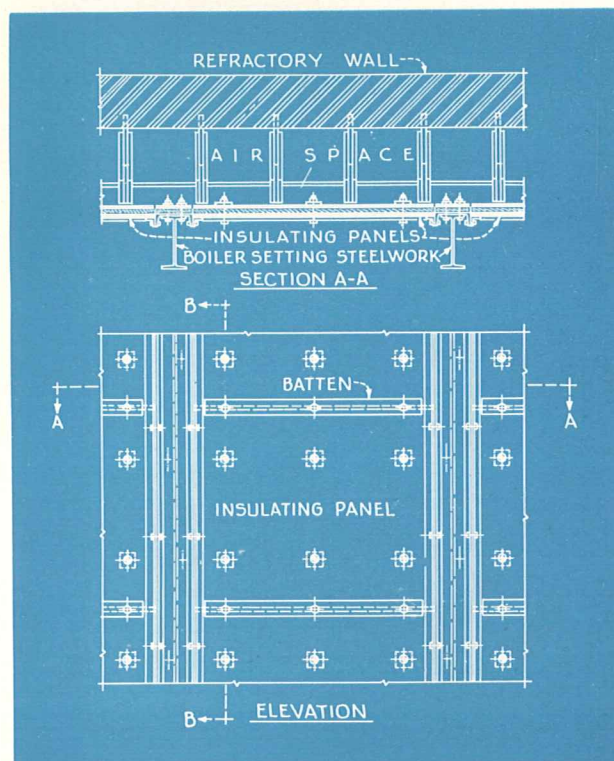 REFRACTORY WALL
AIR SPACE
INSULATING PANELS
BOILER SETTING STEELWORK
SECTION A-A
B
BATTEN
A
A
INSULATING PANEL
B
ELEVATION